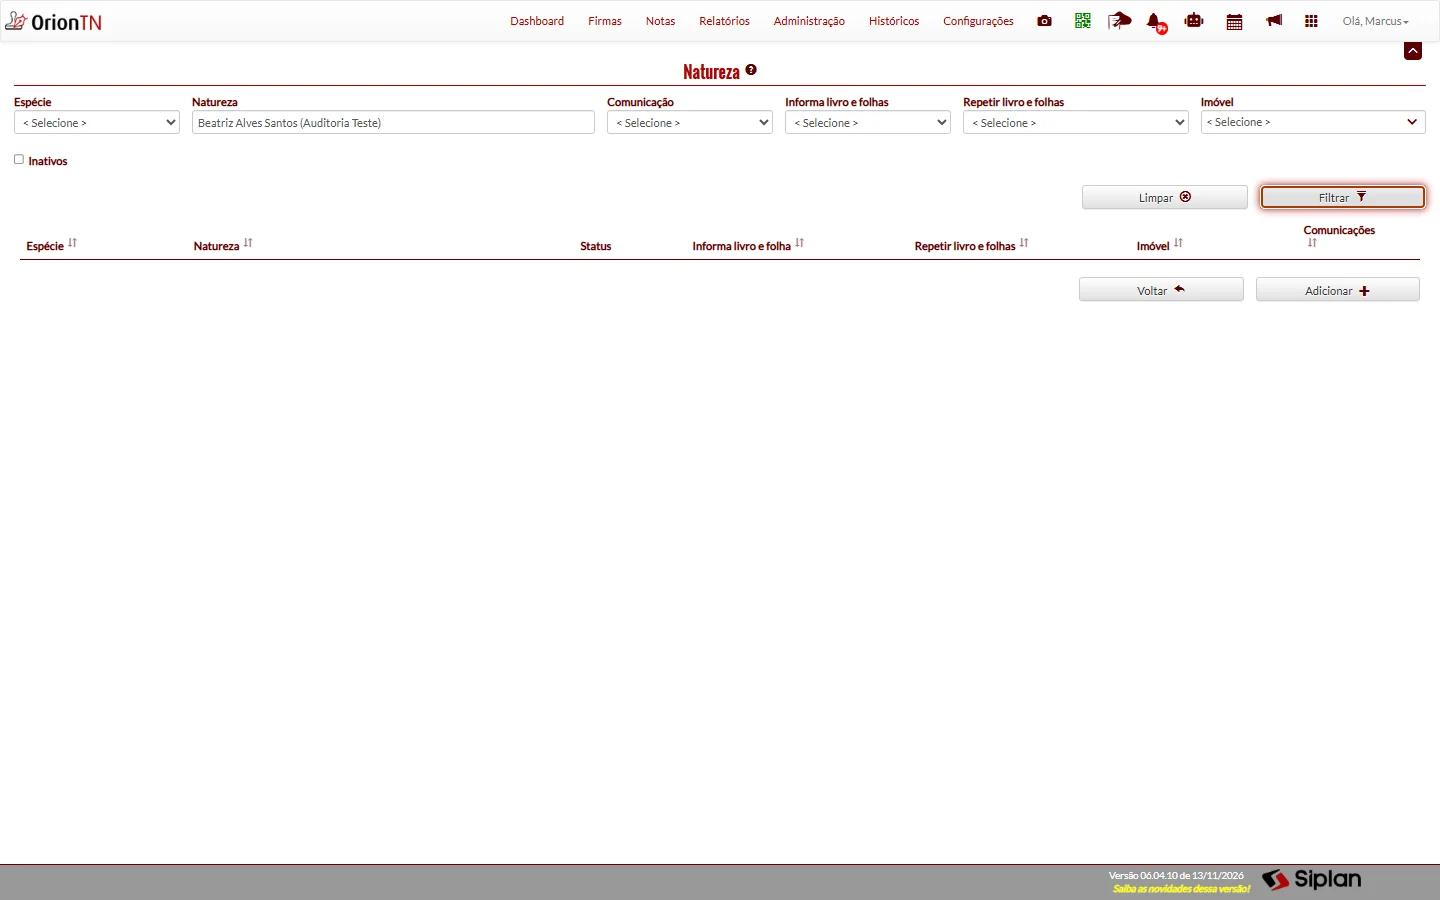 OrionTN
Dashboard Firmas Notas Relatórios Administração Históricos Configurações 9+ Olá, Marcus
Natureza ?
Espécie Natureza Comunicação Informa livro e folhas Repetir livro e folhas Imóvel
< Selecione > Beatriz Alves Santos (Auditoria Teste) < Selecione > < Selecione > < Selecione > < Selecione >
Inativos
Limpar Filtrar
Espécie Natureza Status Informa livro e folha Repetir livro e folhas Imóvel Comunicações
Voltar Adicionar
Versão 06.04.10 de 13/11/2026
Saiba as novidades dessa versão!
Siplan